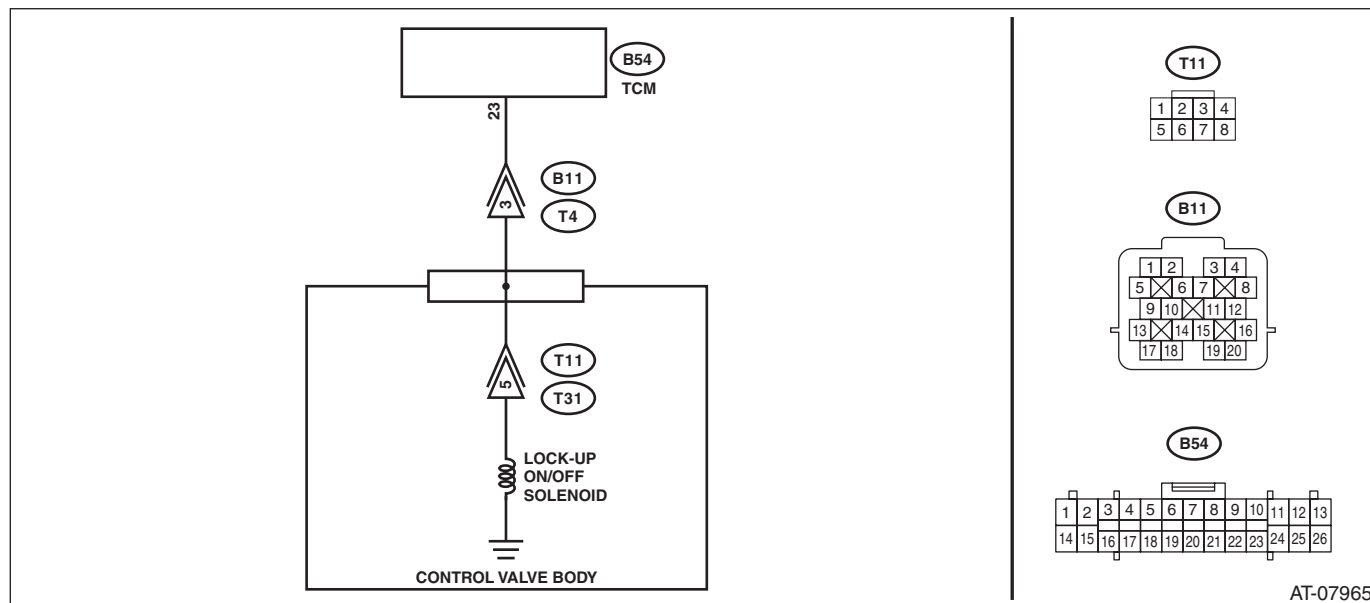 B54
TCM
23
B11
3
T4
T11
5
T31
LOCK-UP
ON/OFF
SOLENOID
CONTROL VALVE BODY
T11
1 2 3 4
5 6 7 8
B11
1 2 3 4
5 6 7 8
9 10 11 12
13 14 15 16
17 18 19 20
B54
1 2 3 4 5 6 7 8 9 10 11 12 13
14 15 16 17 18 19 20 21 22 23 24 25 26
AT-07965